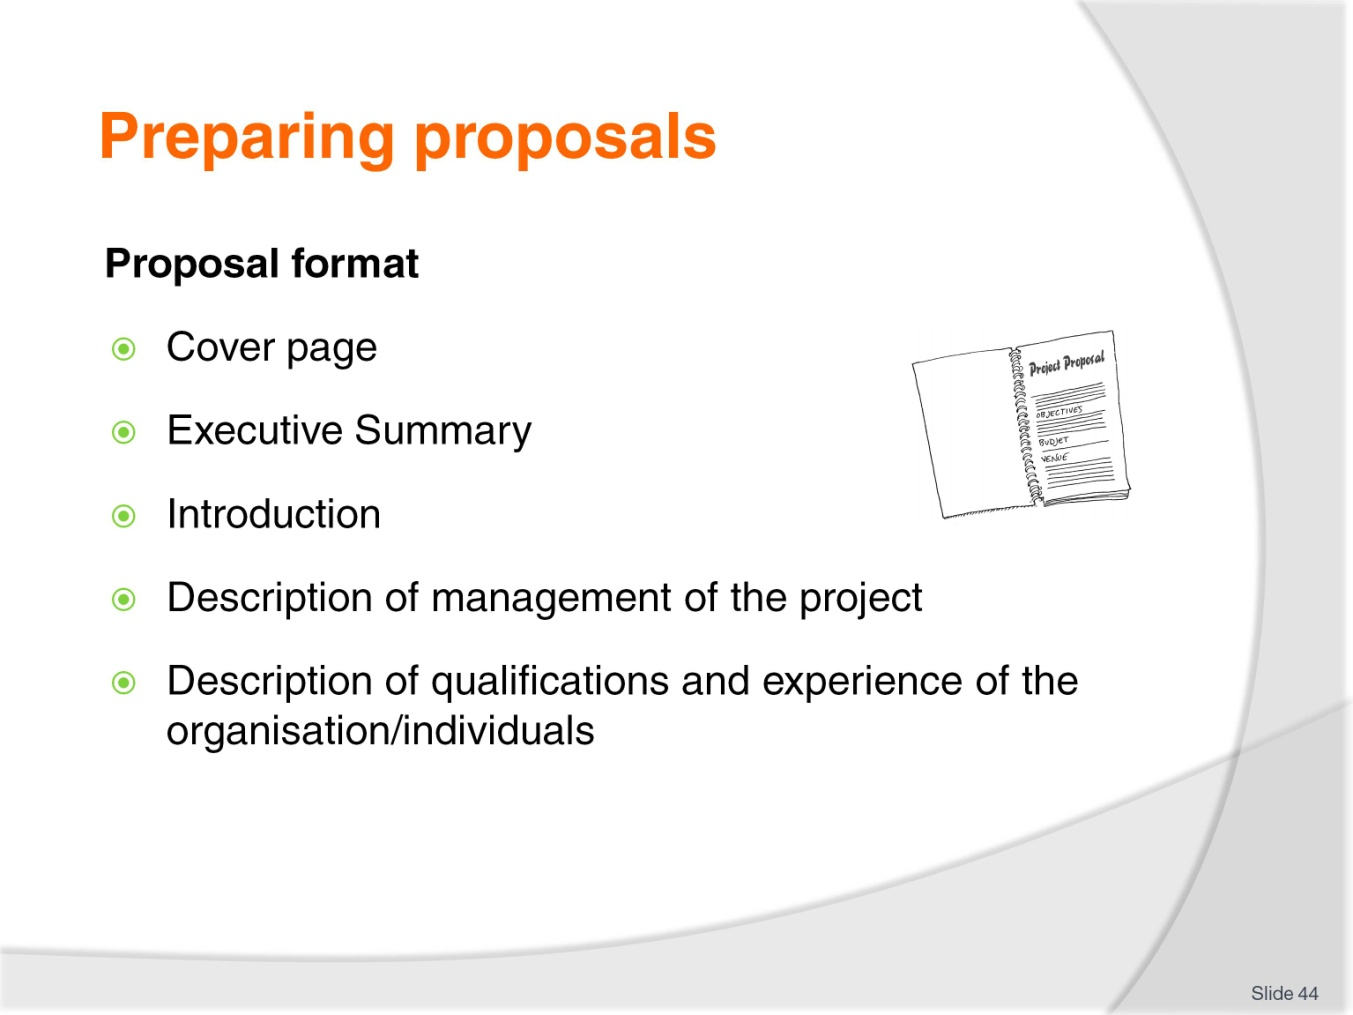 Preparing proposals
Proposal format
Cover page
Executive Summary
Introduction
Description of management of the project
Description of qualifications and experience of the
organisation/individuals
Project Proposal
OBJECTIVES
BUDJET
VENUE
Slide 44